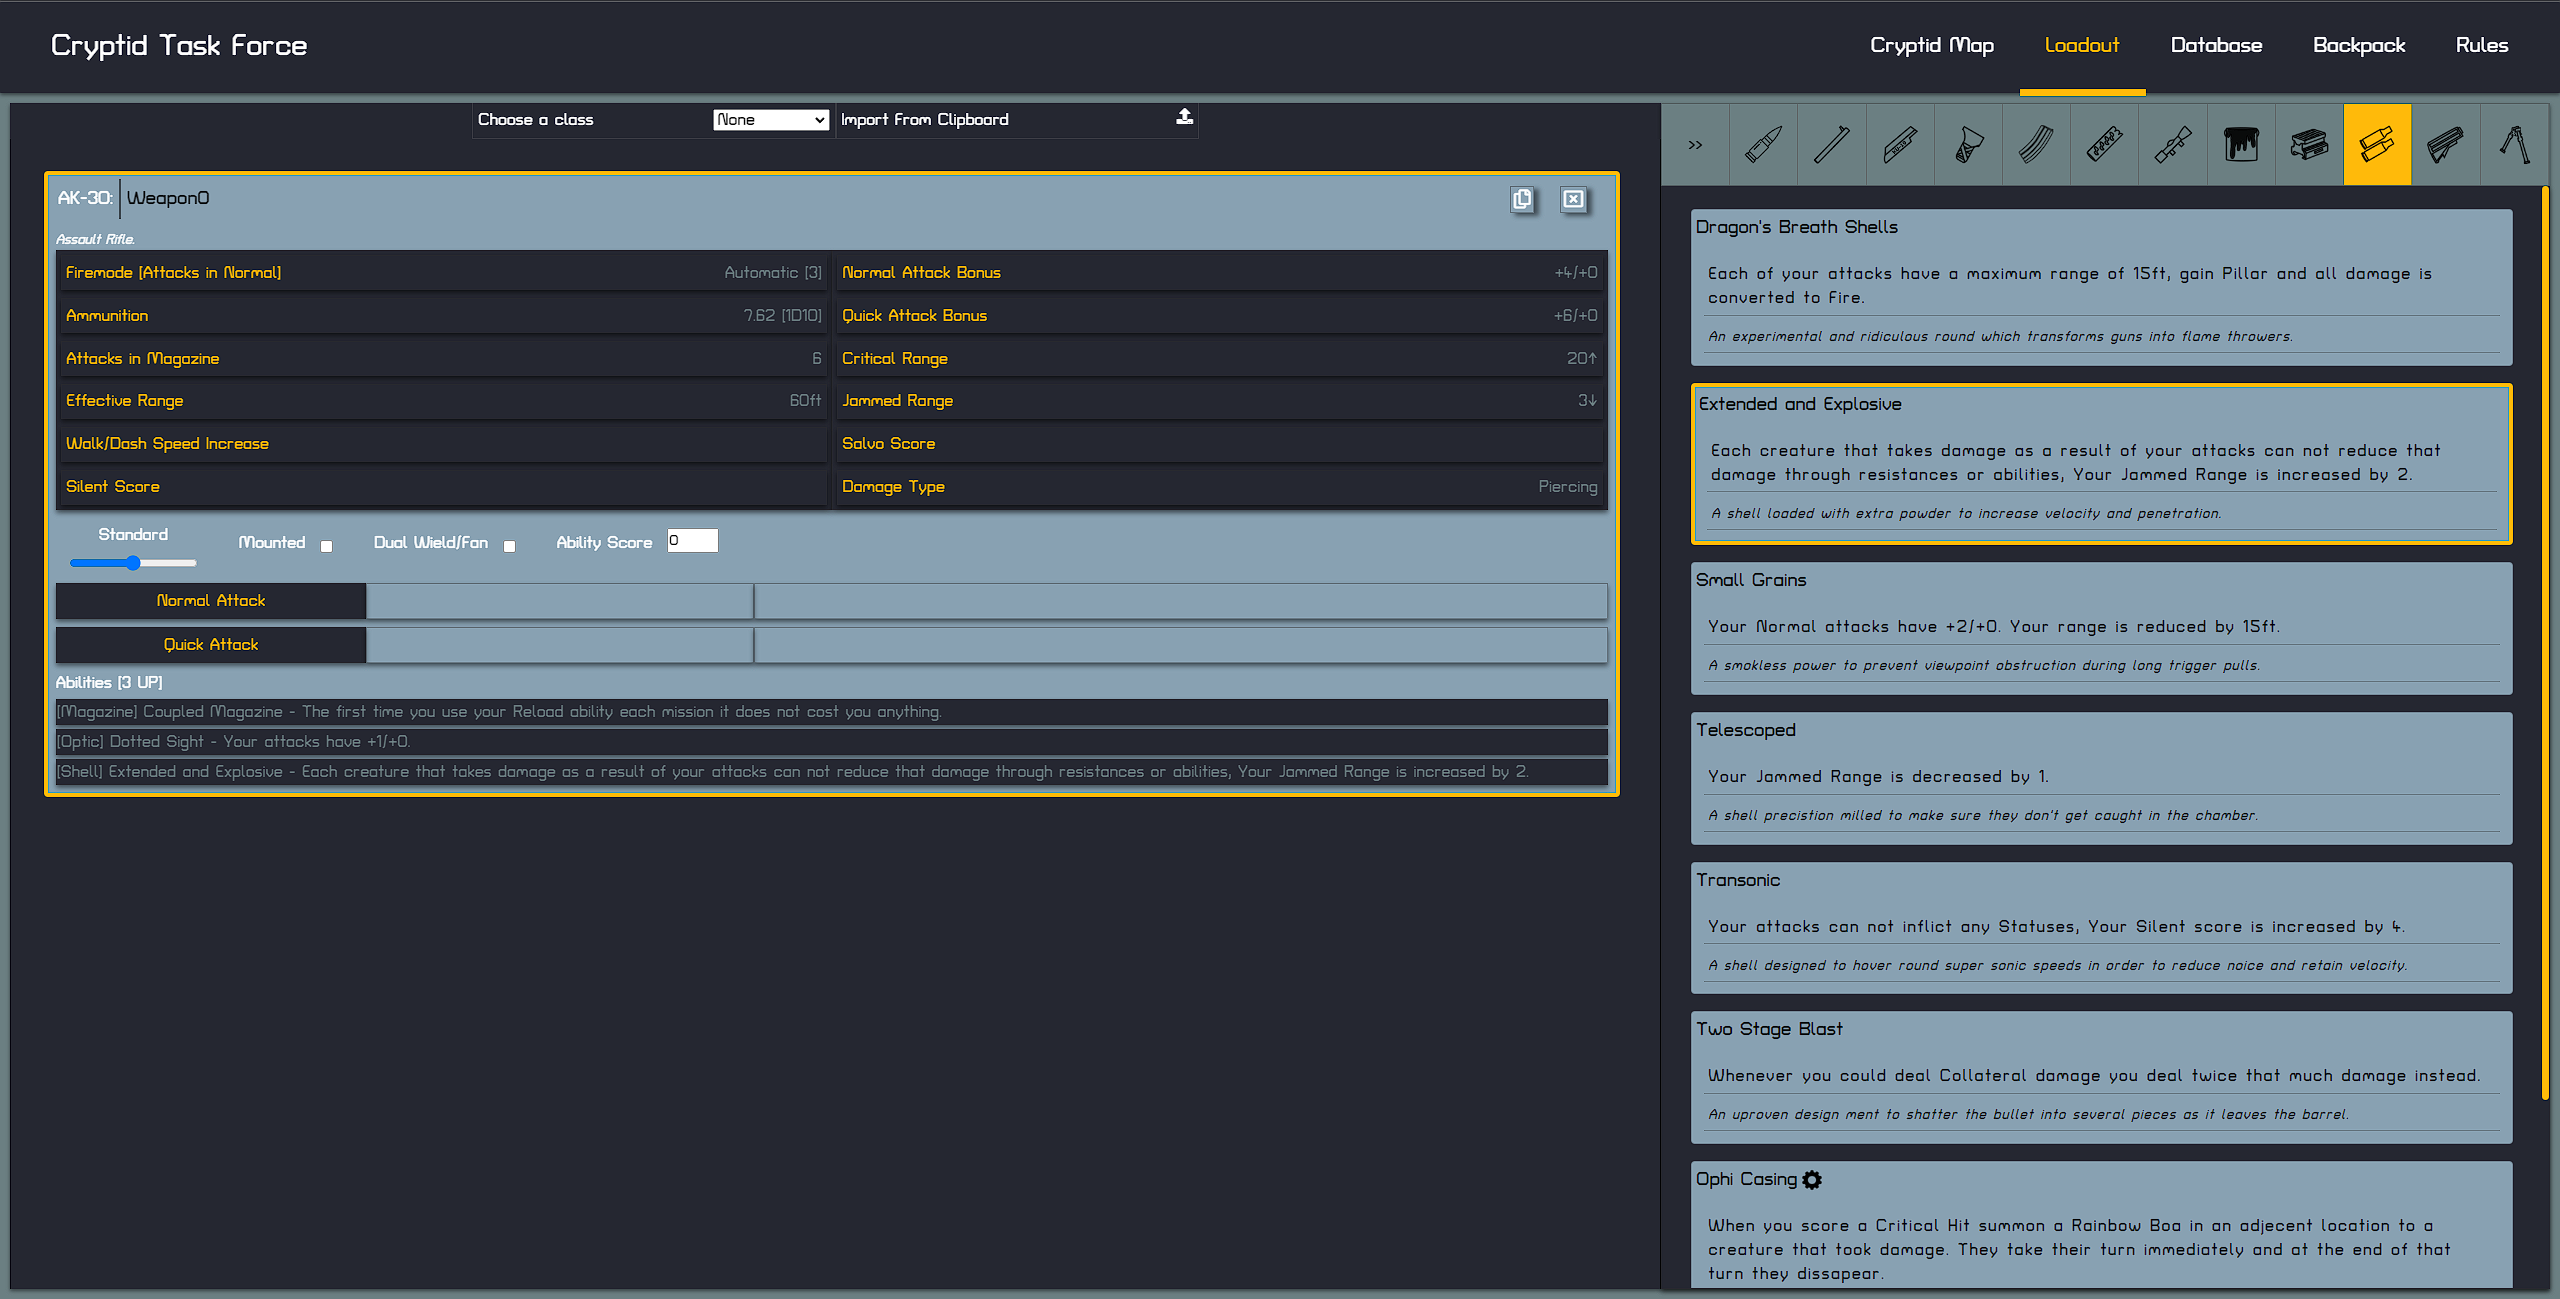 Cryptid Task Force
Cryptid Map
Loadout
Database
Backpack
Rules
Choose a class
None
Import From Clipboard
>>
AK-30:
Weapon0
Assault Rifle.
Firemode [Attacks in Normal]
Automatic [3]
Normal Attack Bonus
+4/+0
Ammunition
7.62 [1D10]
Quick Attack Bonus
+6/+0
Attacks in Magazine
6
Critical Range
20↑
Effective Range
60ft
Jammed Range
3↓
Walk/Dash Speed Increase
Salvo Score
Silent Score
Damage Type
Piercing
Standard
Mounted
Dual Wield/Fan
Ability Score
0
Normal Attack
Quick Attack
Abilities [3 UP]
[Magazine] Coupled Magazine - The first time you use your Reload ability each mission it does not cost you anything.
[Optic] Dotted Sight - Your attacks have +1/+0.
[Shell] Extended and Explosive - Each creature that takes damage as a result of your attacks can not reduce that damage through resistances or abilities, Your Jammed Range is increased by 2.
Dragon's Breath Shells
Each of your attacks have a maximum range of 15ft, gain Pillar and all damage is
converted to Fire.
An experimental and ridiculous round which transforms guns into flame throwers.
Extended and Explosive
Each creature that takes damage as a result of your attacks can not reduce that
damage through resistances or abilities, Your Jammed Range is increased by 2.
A shell loaded with extra powder to increase velocity and penetration.
Small Grains
Your Normal attacks have +2/+0. Your range is reduced by 15ft.
A smokless power to prevent viewpoint obstruction during long trigger pulls.
Telescoped
Your Jammed Range is decreased by 1.
A shell precistion milled to make sure they don't get caught in the chamber.
Transonic
Your attacks can not inflict any Statuses, Your Silent score is increased by 4.
A shell designed to hover round super sonic speeds in order to reduce noice and retain velocity.
Two Stage Blast
Whenever you could deal Collateral damage you deal twice that much damage instead.
An uproven design ment to shatter the bullet into several pieces as it leaves the barrel.
Ophi Casing
When you score a Critical Hit summon a Rainbow Boa in an adjecent location to a
creature that took damage. They take their turn immediately and at the end of that
turn they dissapear.